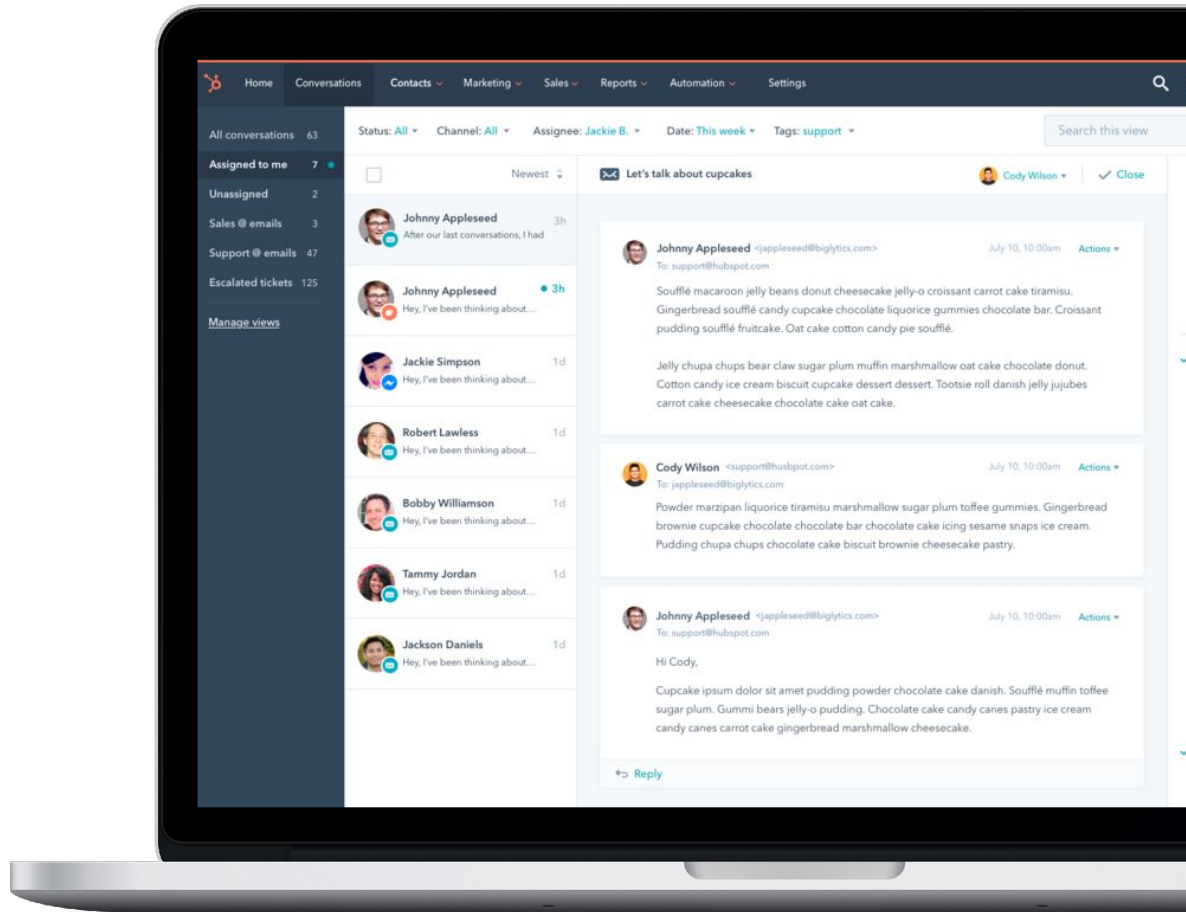 Home Conversations Contacts Marketing Sales Reports Automation Settings
All conversations 63
Assigned to me 7
Unassigned 2
Sales @ emails 3
Support @ emails 47
Escalated tickets 125
Manage views
Status: All Channel: All Assignee: Jackie B. Date: This week Tags: support
Search this view
Newest
Johnny Appleseed 3h
After our last conversations, I had
Johnny Appleseed 3h
Hey, I've been thinking about...
Jackie Simpson 1d
Hey, I've been thinking about...
Robert Lawless 1d
Hey, I've been thinking about...
Bobby Williamson 1d
Hey, I've been thinking about...
Tammy Jordan 1d
Hey, I've been thinking about...
Jackson Daniels 1d
Hey, I've been thinking about...
Let's talk about cupcakes Cody Wilson Close
Johnny Appleseed <jappleseed@biglytics.com> July 10, 10:00am Actions
To: support@hubspot.com
Soufflé macaroon jelly beans donut cheesecake jelly-o croissant carrot cake tiramisu.
Gingerbread soufflé candy cupcake chocolate liquorice gummies chocolate bar. Croissant
pudding soufflé fruitcake. Oat cake cotton candy pie soufflé.
Jelly chupa chups bear claw sugar plum muffin marshmallow oat cake chocolate donut.
Cotton candy ice cream biscuit cupcake dessert dessert. Tootsie roll danish jelly jujubes
carrot cake cheesecake chocolate cake oat cake.
Cody Wilson <support@husbpot.com> July 10, 10:00am Actions
To: jappleseed@biglytics.com
Powder marzipan liquorice tiramisu marshmallow sugar plum toffee gummies. Gingerbread
brownie cupcake chocolate chocolate bar chocolate cake icing sesame snaps ice cream.
Pudding chupa chups chocolate cake biscuit brownie cheesecake pastry.
Johnny Appleseed <jappleseed@biglytics.com> July 10, 10:00am Actions
To: support@hubspot.com
Hi Cody,
Cupcake ipsum dolor sit amet pudding powder chocolate cake danish. Soufflé muffin toffee
sugar plum. Gummi bears jelly-o pudding. Chocolate cake candy canes pastry ice cream
candy canes carrot cake gingerbread marshmallow cheesecake.
Reply